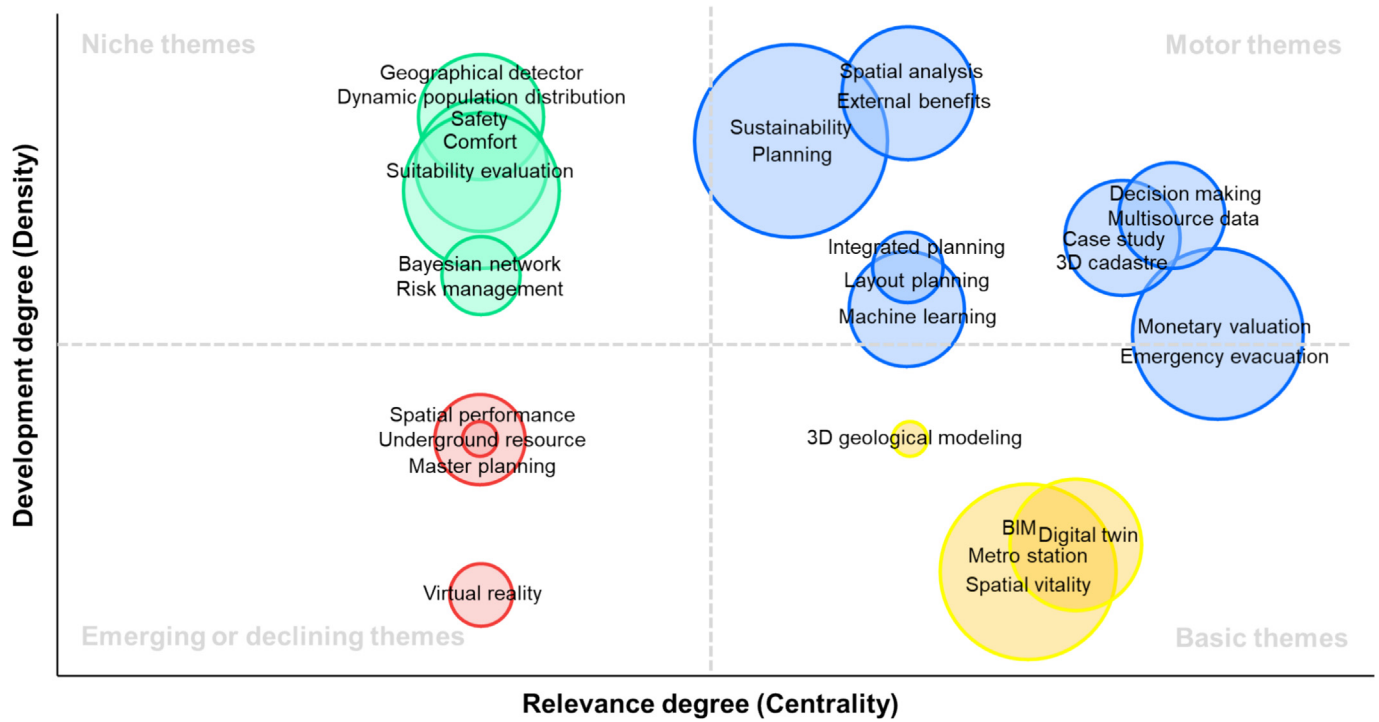 Niche themes
Motor themes
Geographical detector
Dynamic population distribution
Safety
Comfort
Suitability evaluation
Bayesian network
Risk management
Spatial analysis
External benefits
Sustainability
Planning
Decision making
Multisource data
Case study
3D cadastre
Integrated planning
Layout planning
Machine learning
Monetary valuation
Emergency evacuation
Spatial performance
Underground resource
Master planning
Virtual reality
3D geological modeling
BIM
Digital twin
Metro station
Spatial vitality
Emerging or declining themes
Basic themes
Development degree (Density)
Relevance degree (Centrality)